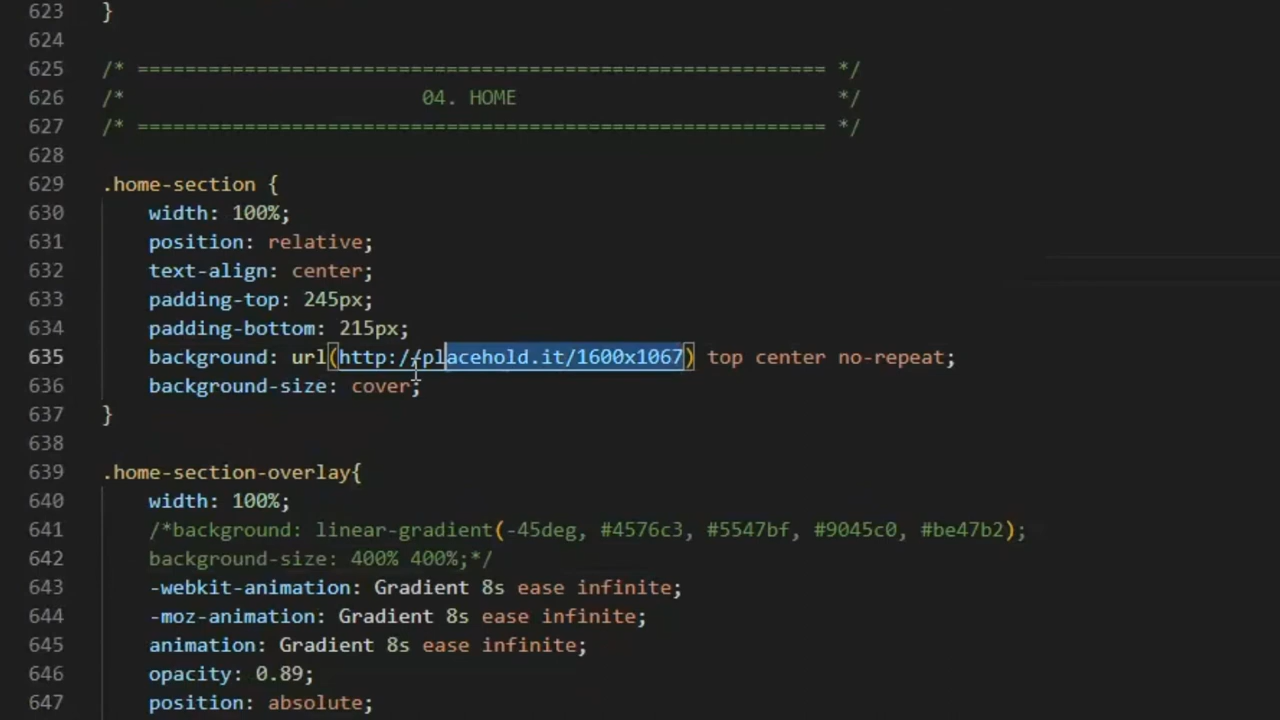 623 }
624
625 /* ========================================================== */
626 /* 04. HOME */
627 /* ========================================================== */
628
629 .home-section {
630 width: 100%;
631 position: relative;
632 text-align: center;
633 padding-top: 245px;
634 padding-bottom: 215px;
635 background: url(http://placehold.it/1600x1067) top center no-repeat;
636 background-size: cover;
637 }
638
639 .home-section-overlay{
640 width: 100%;
641 /*background: linear-gradient(-45deg, #4576c3, #5547bf, #9045c0, #be47b2);
642 background-size: 400% 400%;*/
643 -webkit-animation: Gradient 8s ease infinite;
644 -moz-animation: Gradient 8s ease infinite;
645 animation: Gradient 8s ease infinite;
646 opacity: 0.89;
647 position: absolute;